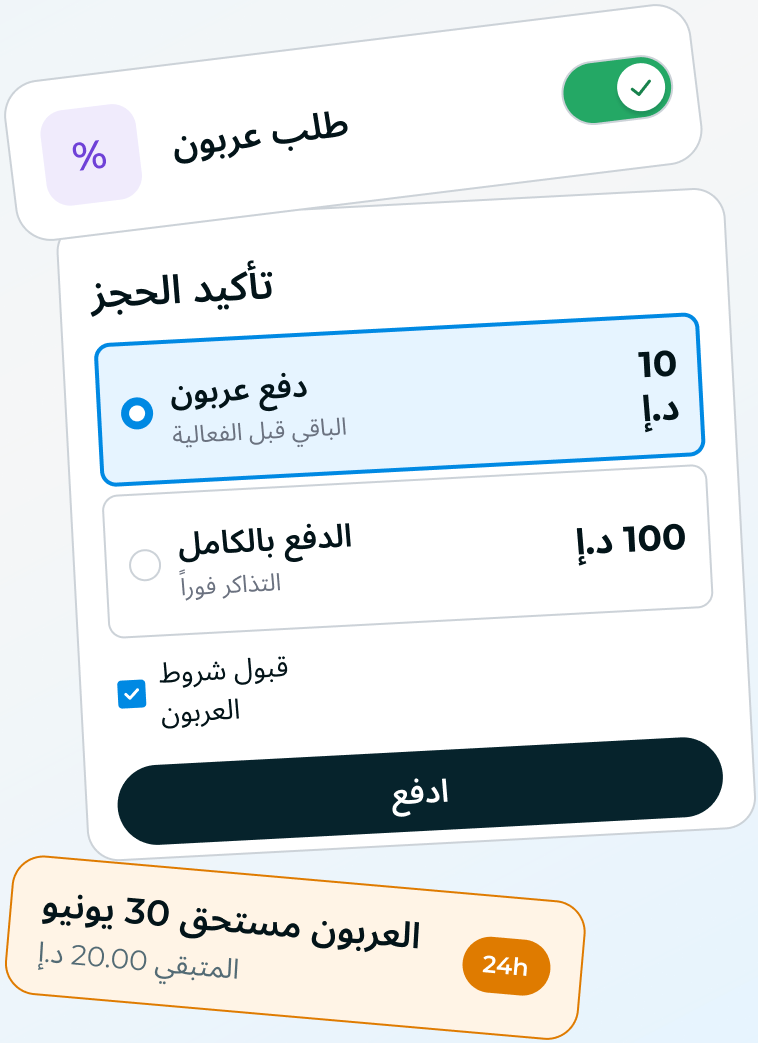 %
طلب عربون
تأكيد الحجز
دفع عربون
الباقي قبل الفعالية
10
د.إ
الدفع بالكامل
التذاكر فوراً
100 د.إ
قبول شروط
العربون
ادفع
العربون مستحق 30 يونيو
المتبقي 20.00 د.إ
24h